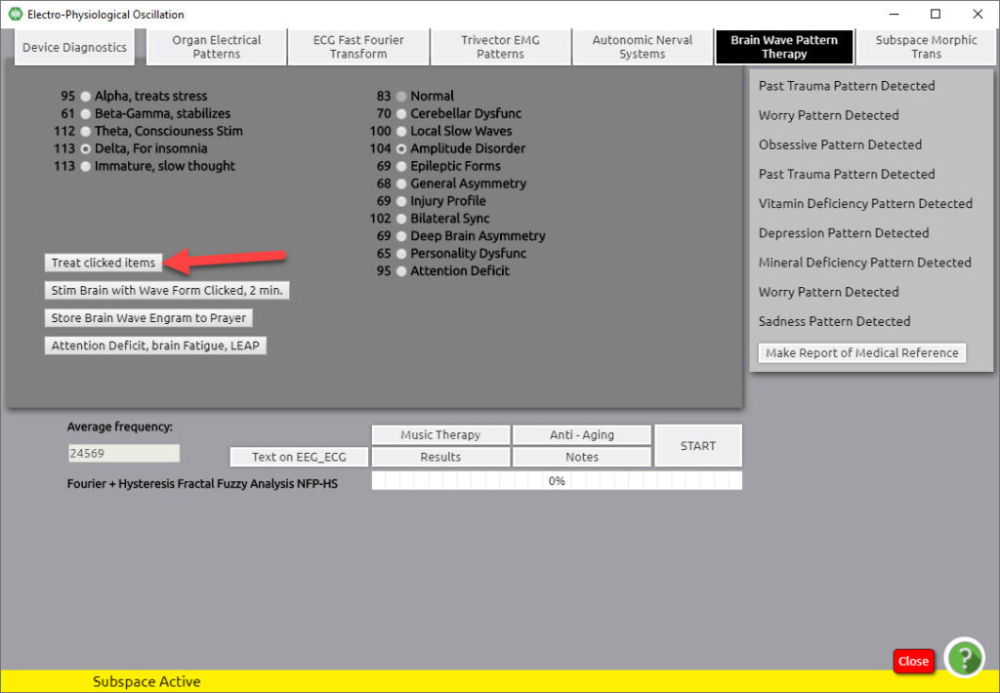 Electro-Physiological Oscillation
Device Diagnostics
Organ Electrical
Patterns
ECG Fast Fourier
Transform
Trivector EMG
Patterns
Autonomic Nerval
Systems
Brain Wave Pattern
Therapy
Subspace Morphic
Trans
95 Alpha, treats stress
61 Beta-Gamma, stabilizes
112 Theta, Consciouness Stim
113 Delta, For insomnia
113 Immature, slow thought
83 Normal
70 Cerebellar Dysfunc
100 Local Slow Waves
104 Amplitude Disorder
69 Epileptic Forms
68 General Asymmetry
69 Injury Profile
102 Bilateral Sync
69 Deep Brain Asymmetry
65 Personality Dysfunc
95 Attention Deficit
Treat clicked items
Stim Brain with Wave Form Clicked, 2 min.
Store Brain Wave Engram to Prayer
Attention Deficit, brain Fatigue, LEAP
Past Trauma Pattern Detected
Worry Pattern Detected
Obsessive Pattern Detected
Past Trauma Pattern Detected
Vitamin Deficiency Pattern Detected
Depression Pattern Detected
Mineral Deficiency Pattern Detected
Worry Pattern Detected
Sadness Pattern Detected
Make Report of Medical Reference
Average frequency:
24569
Text on EEG_ECG
Music Therapy
Anti - Aging
Results
Notes
START
Fourier + Hysteresis Fractal Fuzzy Analysis NFP-HS
0%
Close
?
Subspace Active